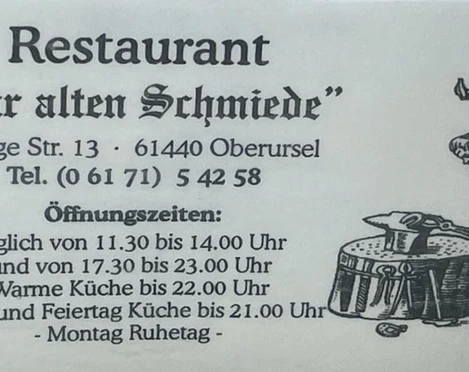 Restaurant
r alten Schmiede”
ge Str. 13 · 61440 Oberursel
Tel. (0 61 71) 5 42 58
Öffnungszeiten:
glich von 11.30 bis 14.00 Uhr
und von 17.30 bis 23.00 Uhr
Warme Küche bis 22.00 Uhr
und Feiertag Küche bis 21.00 Uhr
- Montag Ruhetag -